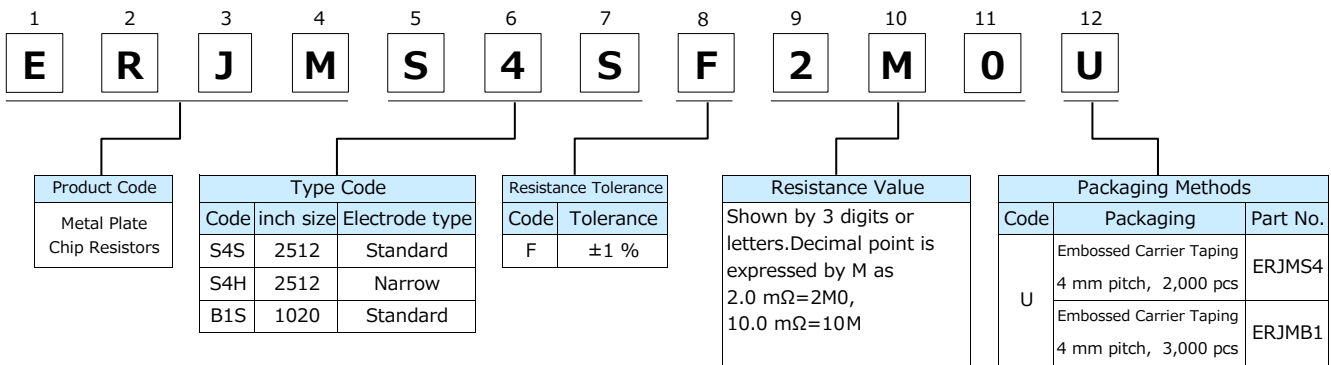 1 2 3 4 5 6 7 8 9 10 11 12
E R J M S 4 S F 2 M 0 U
Product Code
Metal Plate
Chip Resistors
Type Code
Code inch size Electrode type
S4S 2512 Standard
S4H 2512 Narrow
B1S 1020 Standard
Resistance Tolerance
Code Tolerance
F ±1 %
Resistance Value
Shown by 3 digits or
letters.Decimal point is
expressed by M as
2.0 mΩ=2M0,
10.0 mΩ=10M
Packaging Methods
Code Packaging Part No.
U
Embossed Carrier Taping
4 mm pitch, 2,000 pcs
ERJMS4
Embossed Carrier Taping
4 mm pitch, 3,000 pcs
ERJMB1